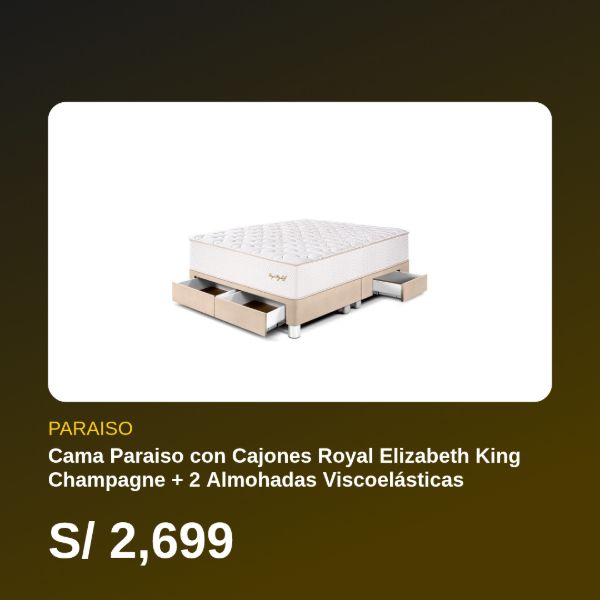 PARAISO
Cama Paraiso con Cajones Royal Elizabeth King
Champagne + 2 Almohadas Viscoelásticas
S/ 2,699